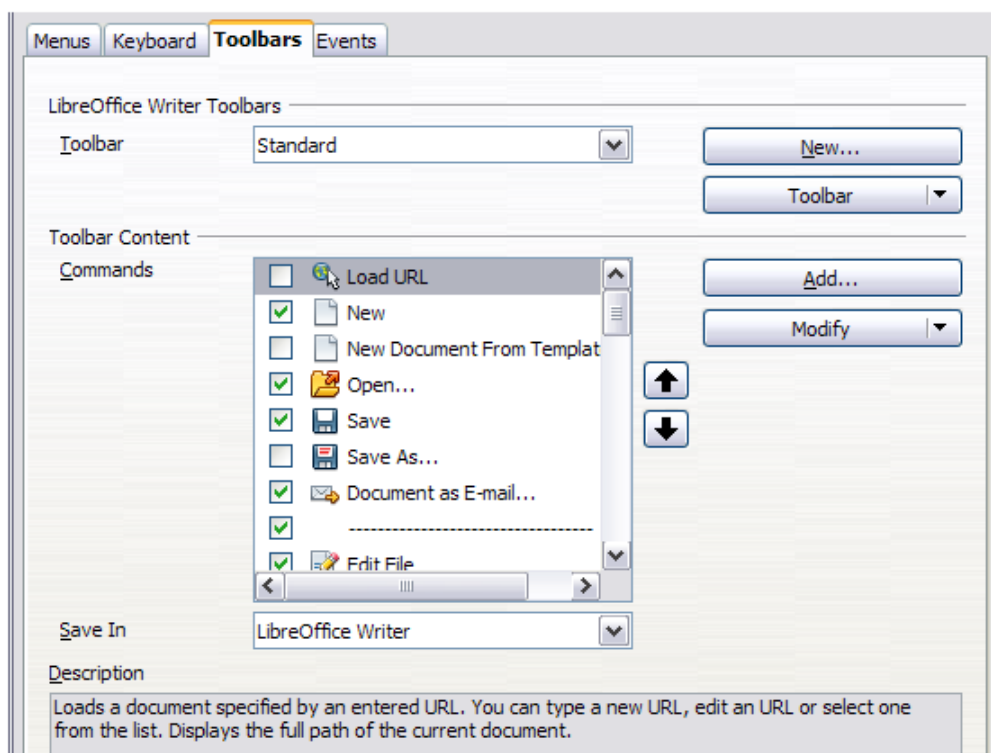 Menus Keyboard Toolbars Events
LibreOffice Writer Toolbars
Toolbar Standard New...
Toolbar
Toolbar Content
Commands Load URL Add...
New
Modify
New Document From Templat
Open...
Save
Save As...
Document as E-mail...
----------------------------------
Edit File
Save In LibreOffice Writer
Description
Loads a document specified by an entered URL. You can type a new URL, edit an URL or select one
from the list. Displays the full path of the current document.